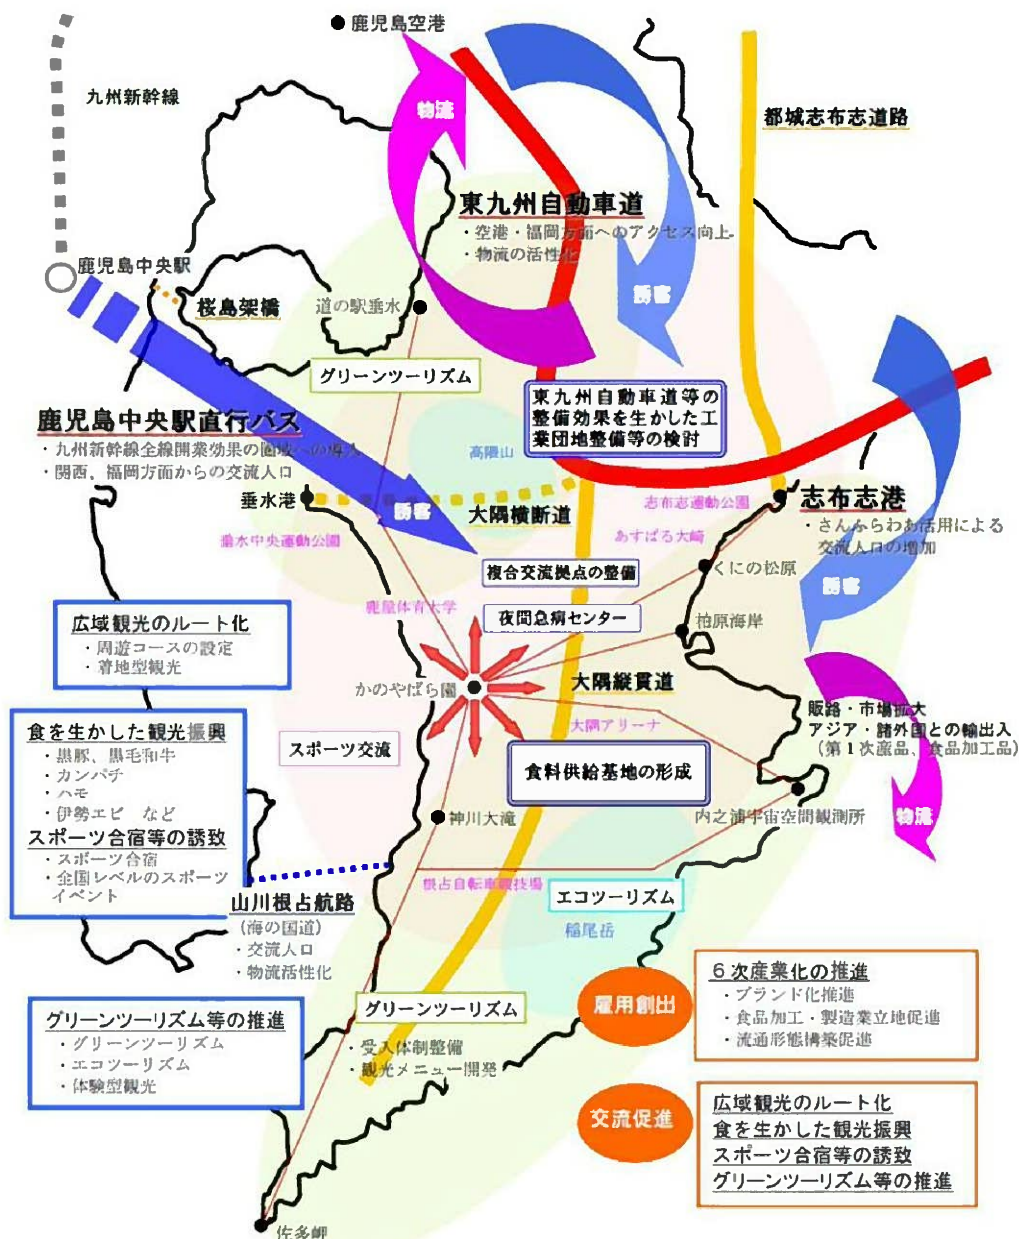 鹿児島空港
九州新幹線
物流
都城志布志道路
東九州自動車道
・空港・福岡方面へのアクセス向上
・物流の活性化
誘客
鹿児島中央駅
桜島架橋
道の駅垂水
グリーンツーリズム
東九州自動車道等の
整備効果を生かした工
業団地整備等の検討
鹿児島中央駅直行バス
・九州新幹線全線開業効果の圏域への導入
・関西、福岡方面からの交流人口
高隈山
垂水港
誘客
大隅横断道
志布志運動公園
志布志港
・さんふらわあ活用による
交流人口の増加
垂水中央運動公園
あすぱる大崎
複合交流拠点の整備
くにの松原
誘客
鹿屋体育大学
夜間急病センター
柏原海岸
広域観光のルート化
・周遊コースの設定
・着地型観光
かのやばら園
大隅縦貫道
大隅アリーナ
販路・市場拡大
アジア・諸外国との輸出入
（第１次産品、食品加工品）
食を生かした観光振興
・黒豚、黒毛和牛
・カンパチ
・ハモ
・伊勢エビ　など
スポーツ合宿等の誘致
・スポーツ合宿
・全国レベルのスポーツ
イベント
スポーツ交流
食料供給基地の形成
神川大滝
内之浦宇宙空間観測所
物流
根占自転車競技場
エコツーリズム
稲尾岳
山川根占航路
（海の国道）
・交流人口
・物流活性化
グリーンツーリズム
・受入体制整備
・観光メニュー開発
グリーンツーリズム等の推進
・グリーンツーリズム
・エコツーリズム
・体験型観光
雇用創出
６次産業化の推進
・ブランド化推進
・食品加工・製造業立地促進
・流通形態構築促進
交流促進
広域観光のルート化
食を生かした観光振興
スポーツ合宿等の誘致
グリーンツーリズム等の推進
佐多岬